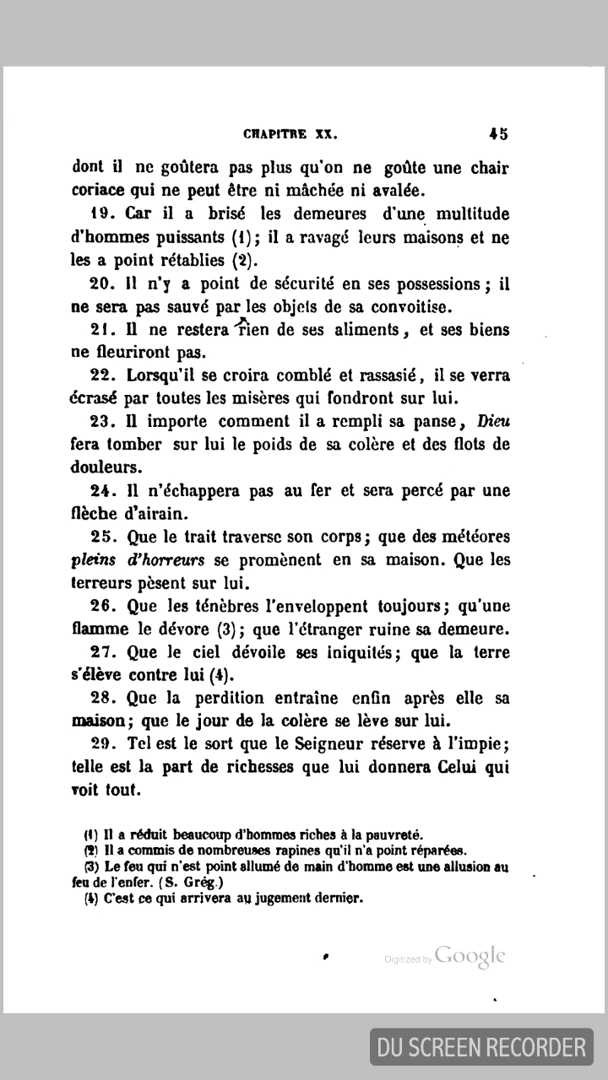 CHAPITRE XX. 45
dont il ne goûtera pas plus qu'on ne goûte une chair
coriace qui ne peut être ni mâchée ni avalée.
19. Car il a brisé les demeures d'une multitude
d'hommes puissants (1); il a ravagé leurs maisons et ne
les a point rétablies (2).
20. Il n'y a point de sécurité en ses possessions; il
ne sera pas sauvé par les objets de sa convoitise.
21. Il ne restera rien de ses aliments, et ses biens
ne fleuriront pas.
22. Lorsqu'il se croira comblé et rassasié, il se verra
écrasé par toutes les misères qui fondront sur lui.
23. Il importe comment il a rempli sa panse, Dieu
fera tomber sur lui le poids de sa colère et des flots de
douleurs.
24. Il n'échappera pas au fer et sera percé par une
flèche d'airain.
25. Que le trait traverse son corps; que des météores
pleins d'horreurs se promènent en sa maison. Que les
terreurs pèsent sur lui.
26. Que les ténèbres l'enveloppent toujours; qu'une
flamme le dévore (3); que l'étranger ruine sa demeure.
27. Que le ciel dévoile ses iniquités; que la terre
s'élève contre lui (4).
28. Que la perdition entraîne enfin après elle sa
maison; que le jour de la colère se lève sur lui.
29. Tel est le sort que le Seigneur réserve à l'impie;
telle est la part de richesses que lui donnera Celui qui
voit tout.
(1) Il a réduit beaucoup d'hommes riches à la pauvreté.
(2) Il a commis de nombreuses rapines qu'il n'a point réparées.
(3) Le feu qui n'est point allumé de main d'homme est une allusion au
feu de l'enfer. (S. Grég.)
(4) C'est ce qui arrivera au jugement dernier.
Digitized by Google
DU SCREEN RECORDER